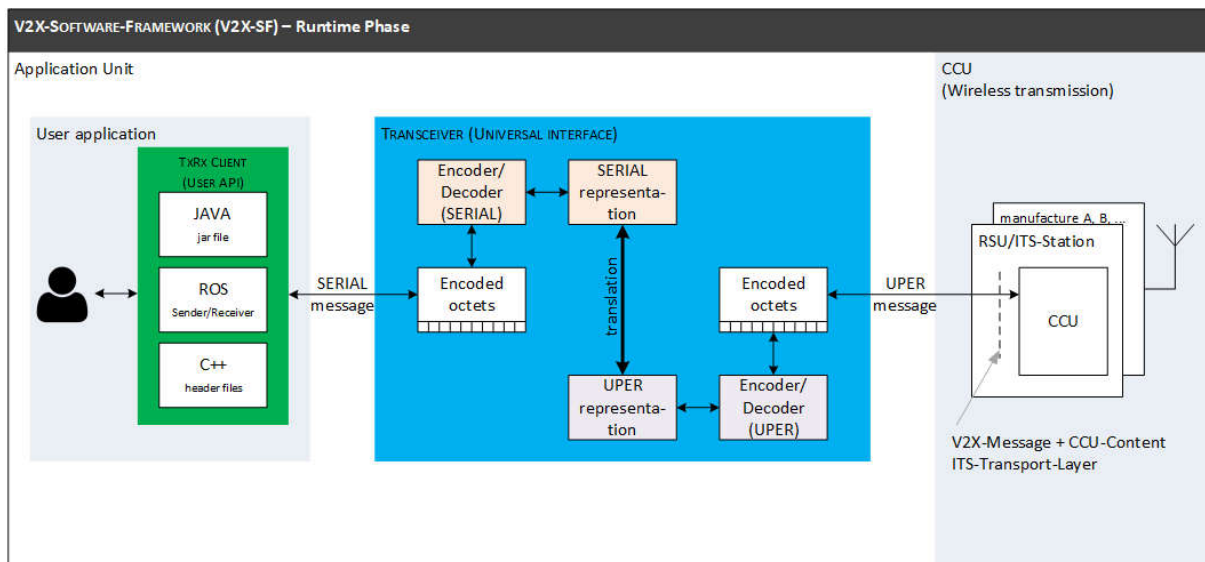 V2X-SOFTWARE-FRAMEWORK (V2X-SF) – Runtime Phase
Application Unit
CCU
(Wireless transmission)
User application
TXRX CLIENT
(USER API)
JAVA
jar file
ROS
Sender/Receiver
C++
header files
SERIAL
message
TRANSCEIVER (UNIVERSAL INTERFACE)
Encoder/
Decoder
(SERIAL)
SERIAL
representa-
tion
Encoded
octets
translation
Encoded
octets
UPER
representa-
tion
Encoder/
Decoder
(UPER)
UPER
message
manufacture A, B, ...
RSU/ITS-Station
CCU
V2X-Message + CCU-Content
ITS-Transport-Layer